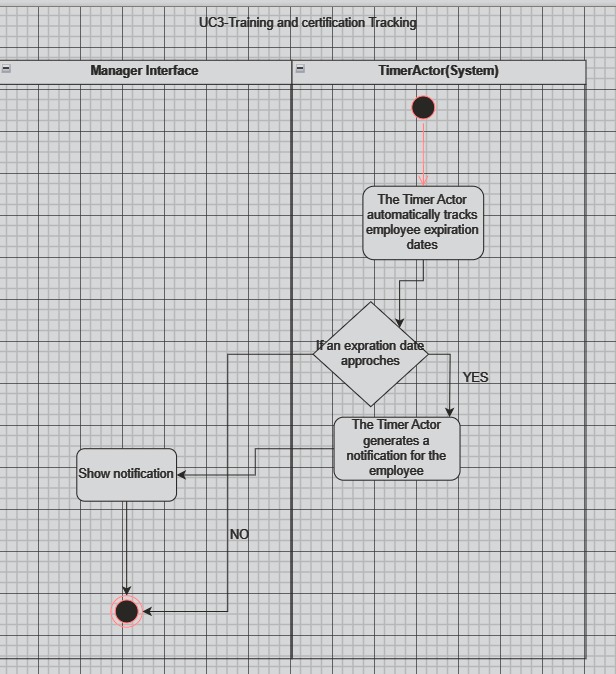 UC3-Training and certification Tracking
Manager Interface
TimerActor(System)
The Timer Actor
automatically tracks
employee expiration
dates
If an expration date
approches
YES
The Timer Actor
generates a
notification for the
employee
Show notification
NO